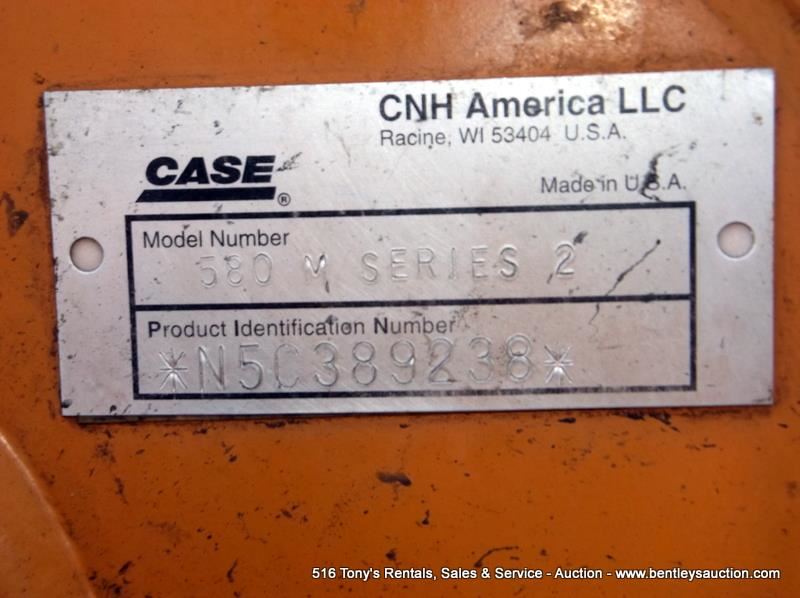 CNH America LLC
Racine, WI 53404 U.S.A.
CASE®
Made in U.S.A.
Model Number
580 M SERIES 2
Product Identification Number
*N5C389238*
516 Tony's Rentals, Sales & Service - Auction - www.bentleysauction.com